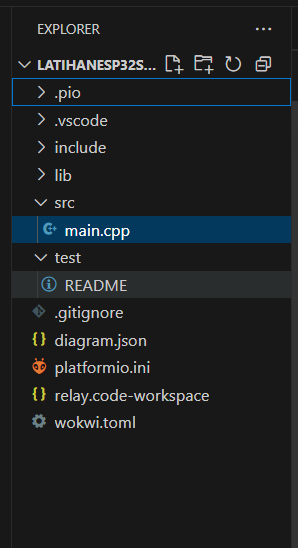 EXPLORER
LATIHANESP32S...
.pio
.vscode
include
lib
src
main.cpp
test
README
.gitignore
diagram.json
platformio.ini
relay.code-workspace
wokwi.toml